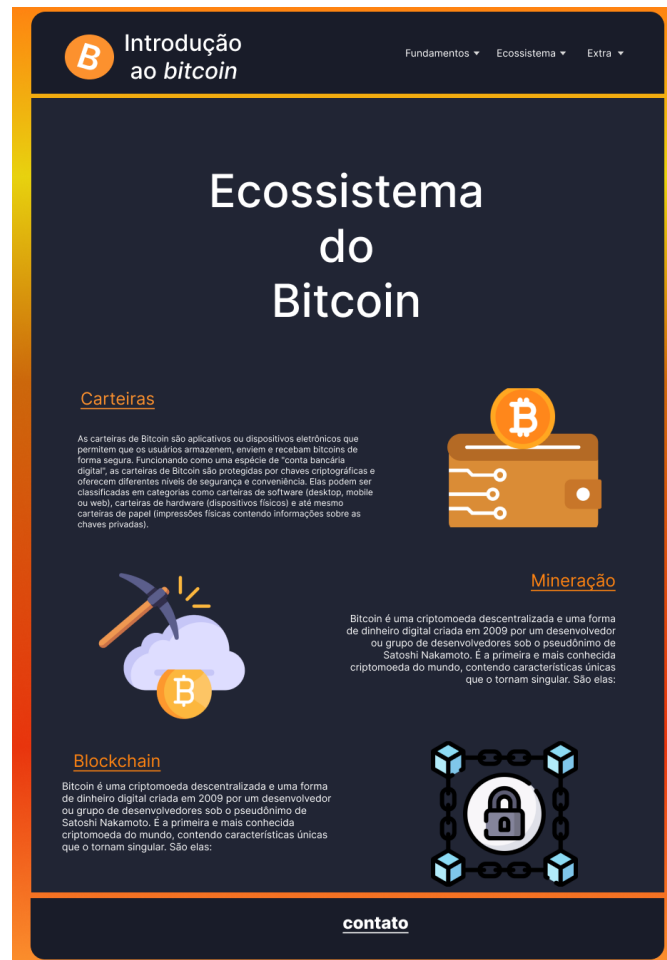 Introdução
ao bitcoin
Fundamentos
Ecossistema
Extra
Ecossistema
do
Bitcoin
Carteiras
As carteiras de Bitcoin são aplicativos ou dispositivos eletrônicos que
permitem que os usuários armazenem, enviem e recebam bitcoins de
forma segura. Funcionando como uma espécie de "conta bancária
digital", as carteiras de Bitcoin são protegidas por chaves criptográficas e
oferecem diferentes níveis de segurança e conveniência. Elas podem ser
classificadas em categorias como carteiras de software (desktop, mobile
ou web), carteiras de hardware (dispositivos físicos) e até mesmo
carteiras de papel (impressões físicas contendo informações sobre as
chaves privadas).
Mineração
Bitcoin é uma criptomoeda descentralizada e uma forma
de dinheiro digital criada em 2009 por um desenvolvedor
ou grupo de desenvolvedores sob o pseudônimo de
Satoshi Nakamoto. É a primeira e mais conhecida
criptomoeda do mundo, contendo características únicas
que o tornam singular. São elas:
Blockchain
Bitcoin é uma criptomoeda descentralizada e uma forma
de dinheiro digital criada em 2009 por um desenvolvedor
ou grupo de desenvolvedores sob o pseudônimo de
Satoshi Nakamoto. É a primeira e mais conhecida
criptomoeda do mundo, contendo características únicas
que o tornam singular. São elas:
contato